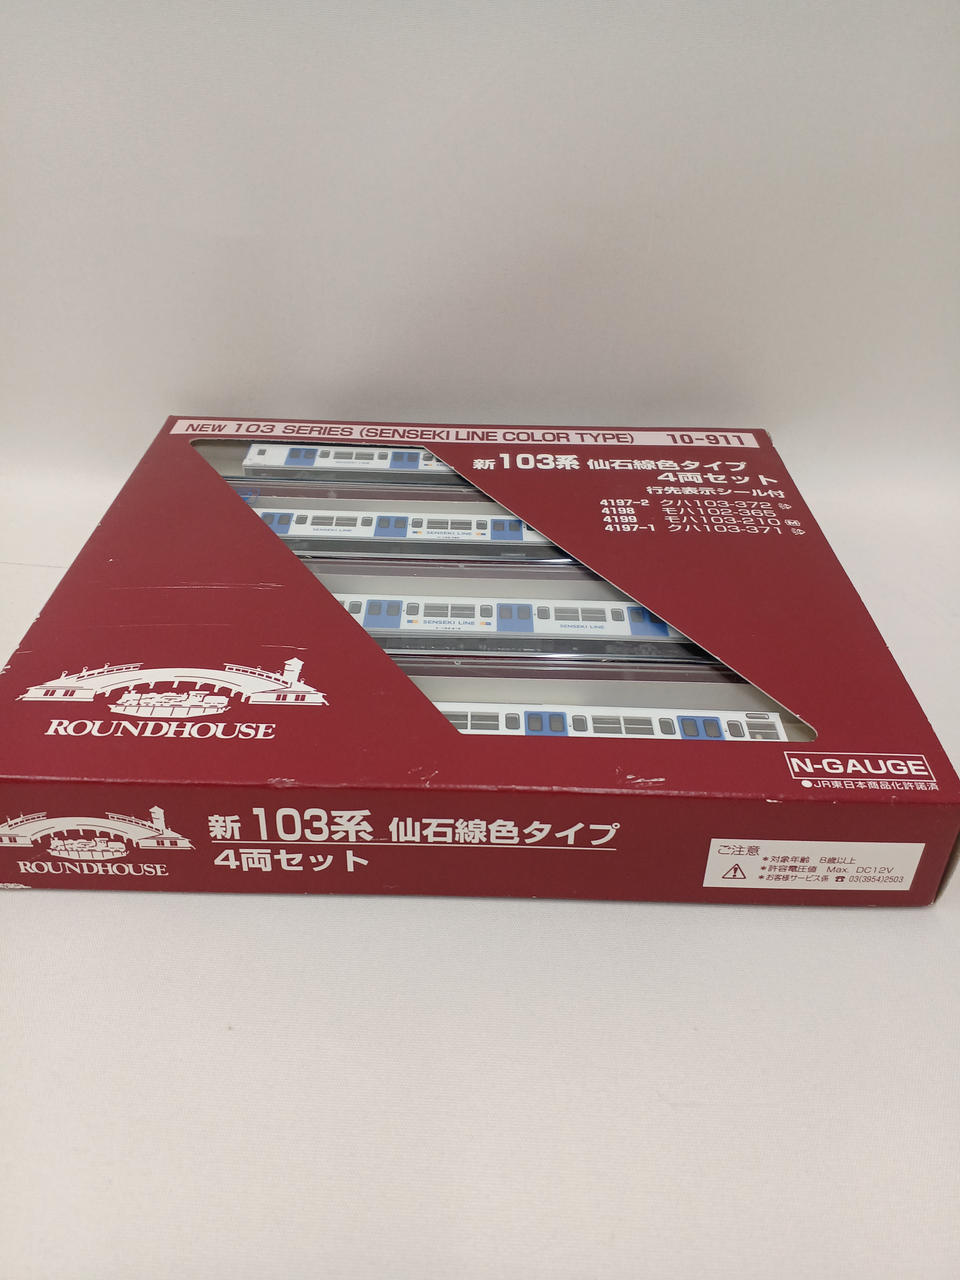 NEW 103 SERIES (SENSEKI LINE COLOR TYPE) 10-911
新103系 仙石線色タイプ
4両セット
行先表示シール付
4197-2 クハ103-372
4198 モハ102-365
4199 モハ103-210 M
4197-1 クハ103-371
SENSEKI LINE
SENSEKI LINE SENSEKI LINE
SENSEKI LINE SENSEKI LINE
ROUNDHOUSE
N-GAUGE
●JR東日本商品化許諾済
新103系 仙石線色タイプ
4両セット
ROUNDHOUSE
ご注意
*対象年齢 8歳以上
*許容電圧値 Max. DC12V
*お客様サービス係 ☎ 03(3954)2503